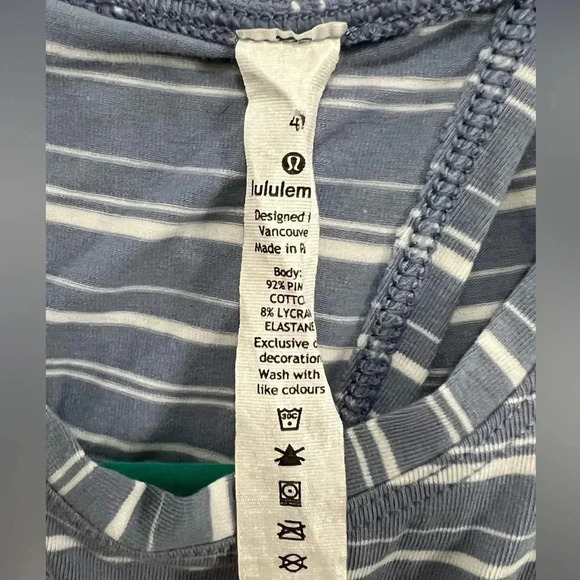 4
lululem
Designed i
Vancouve
Made in P
Body:
92% PIM
COTTO
8% LYCRA
ELASTANE
Exclusive o
decoration
Wash with
like colours
30C